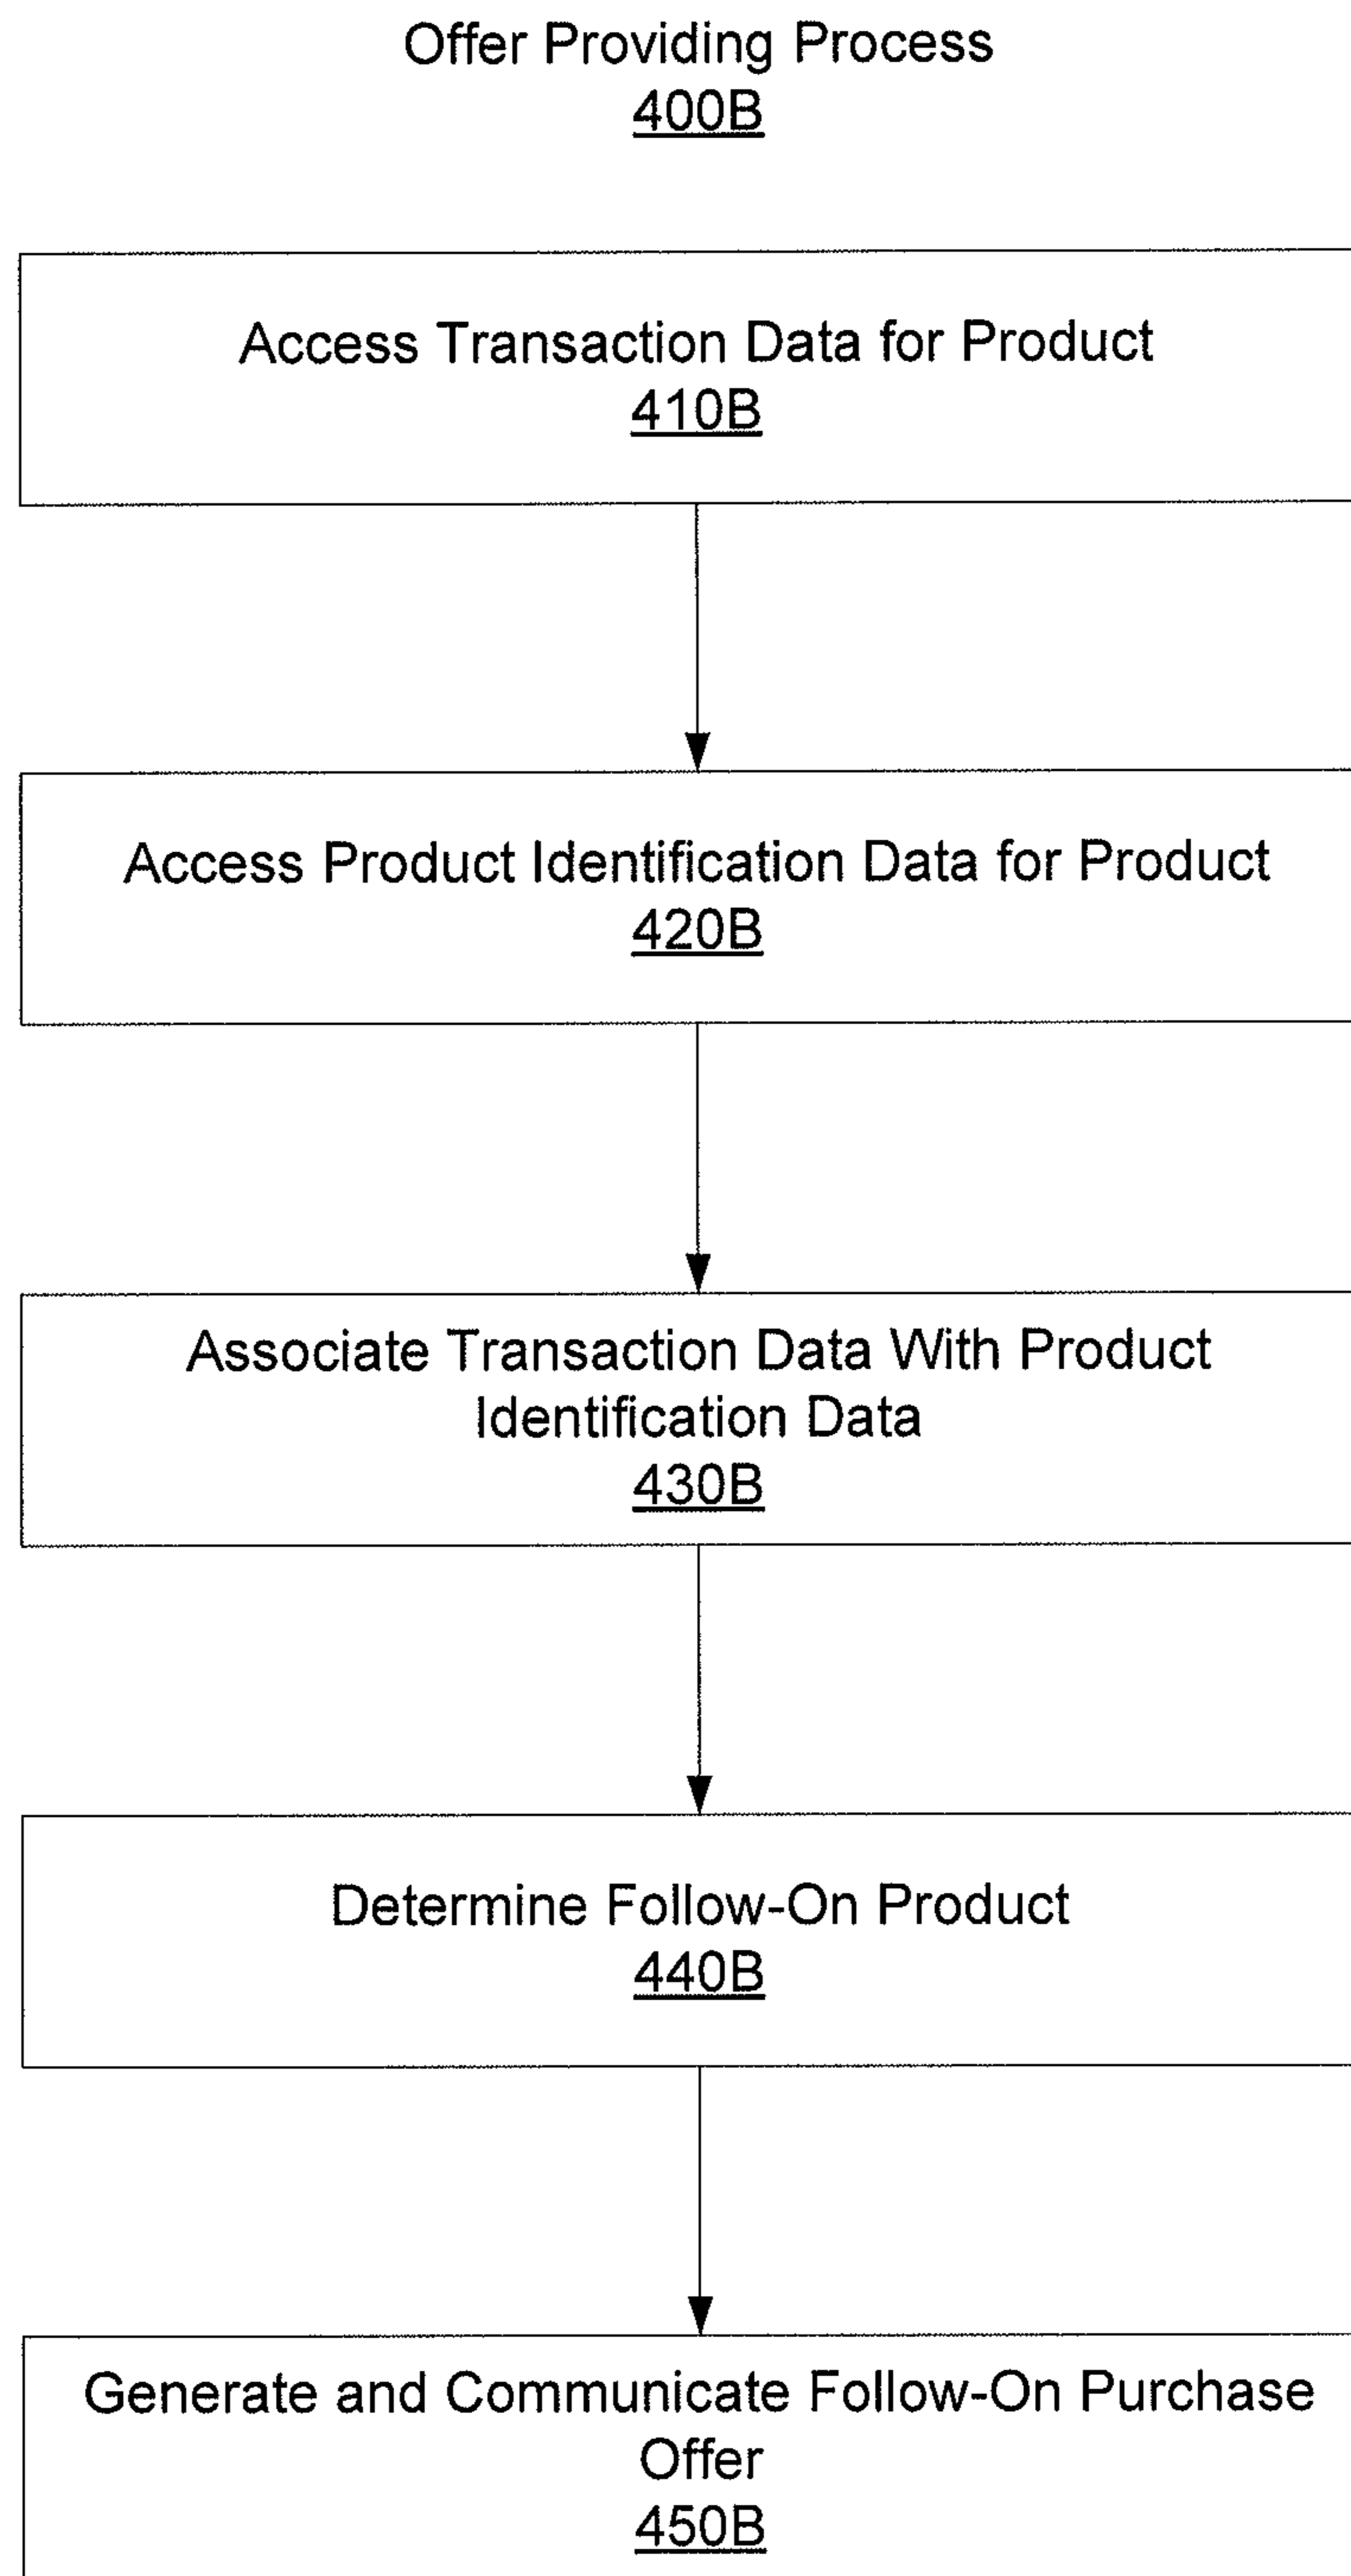 Offer Providing Process
400B
Access Transaction Data for Product
410B
Access Product Identification Data for Product
420B
Associate Transaction Data With Product
Identification Data
430B
Determine Follow-On Product
440B
Generate and Communicate Follow-On Purchase
Offer
450B